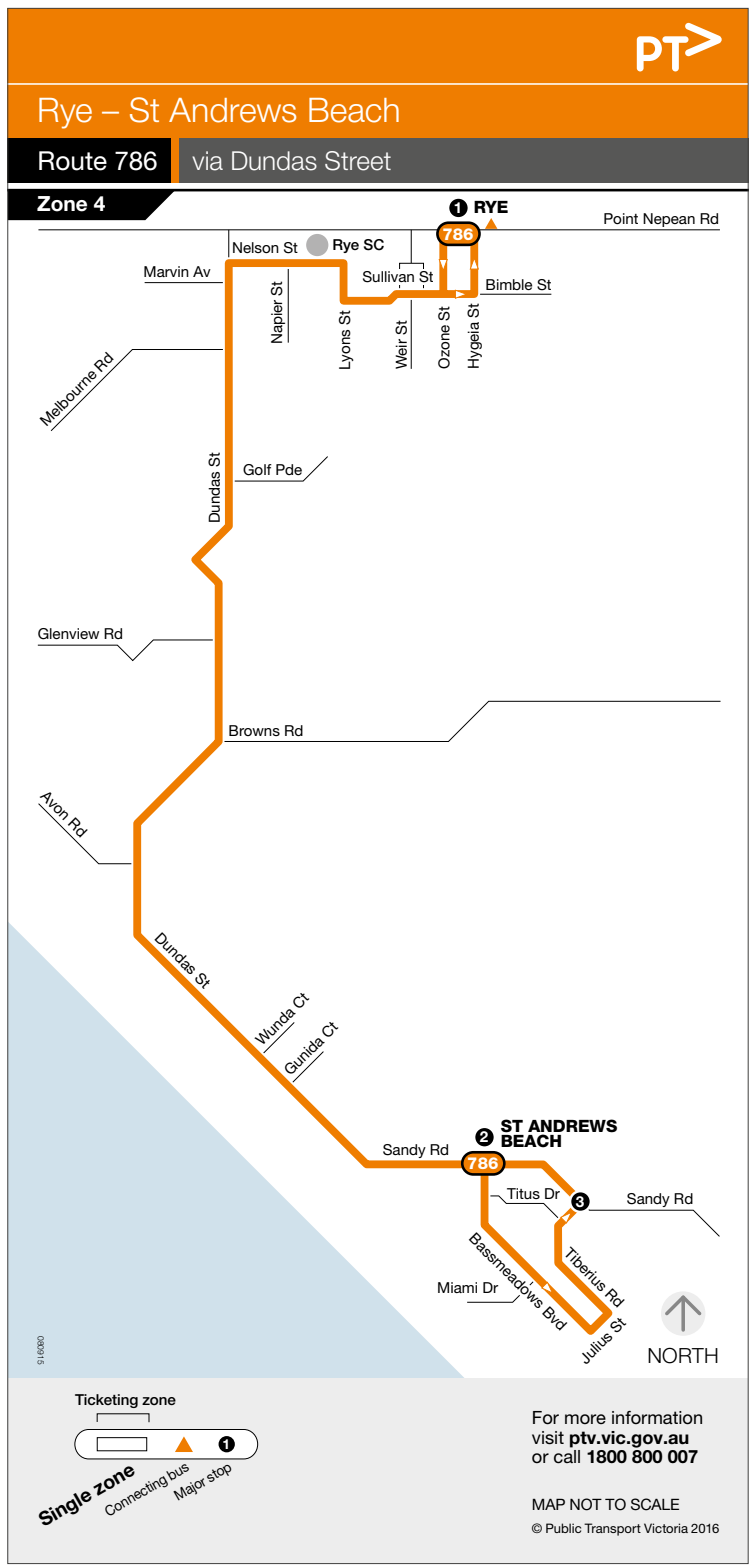 PT>
Rye – St Andrews Beach
Route 786
via Dundas Street
Zone 4
1 RYE
Point Nepean Rd
786
Nelson St
Rye SC
Marvin Av
Sullivan St
Bimble St
Napier St
Lyons St
Weir St
Ozone St
Hygeia St
Melbourne Rd
Dundas St
Golf Pde
Glenview Rd
Browns Rd
Avon Rd
Dundas St
Wunda Ct
Gunida Ct
2 ST ANDREWS
BEACH
Sandy Rd
786
Titus Dr
3
Sandy Rd
Bassmeadows Bvd
Tiberius Rd
Miami Dr
Julius St
NORTH
080915
Ticketing zone
1
Single zone
Connecting bus
Major stop
For more information
visit ptv.vic.gov.au
or call 1800 800 007
MAP NOT TO SCALE
© Public Transport Victoria 2016